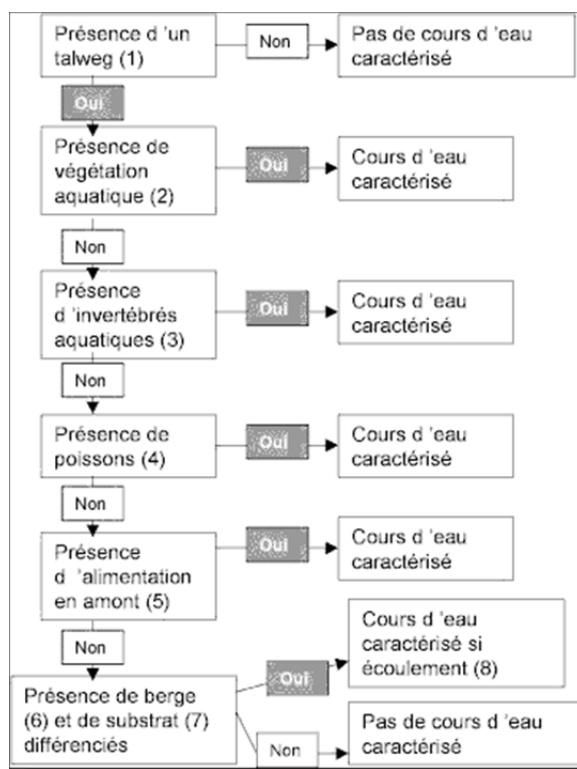 Présence d 'un
talweg (1)
Non
Pas de cours d 'eau
caractérisé
Oui
Présence de
végétation
aquatique (2)
Oui
Cours d 'eau
caractérisé
Non
Présence
d 'invertébrés
aquatiques (3)
Oui
Cours d 'eau
caractérisé
Non
Présence de
poissons (4)
Oui
Cours d 'eau
caractérisé
Non
Présence
d 'alimentation
en amont (5)
Oui
Cours d 'eau
caractérisé
Non
Présence de berge
(6) et de substrat (7)
différenciés
Oui
Cours d 'eau
caractérisé si
écoulement (8)
Non
Pas de cours d 'eau
caractérisé